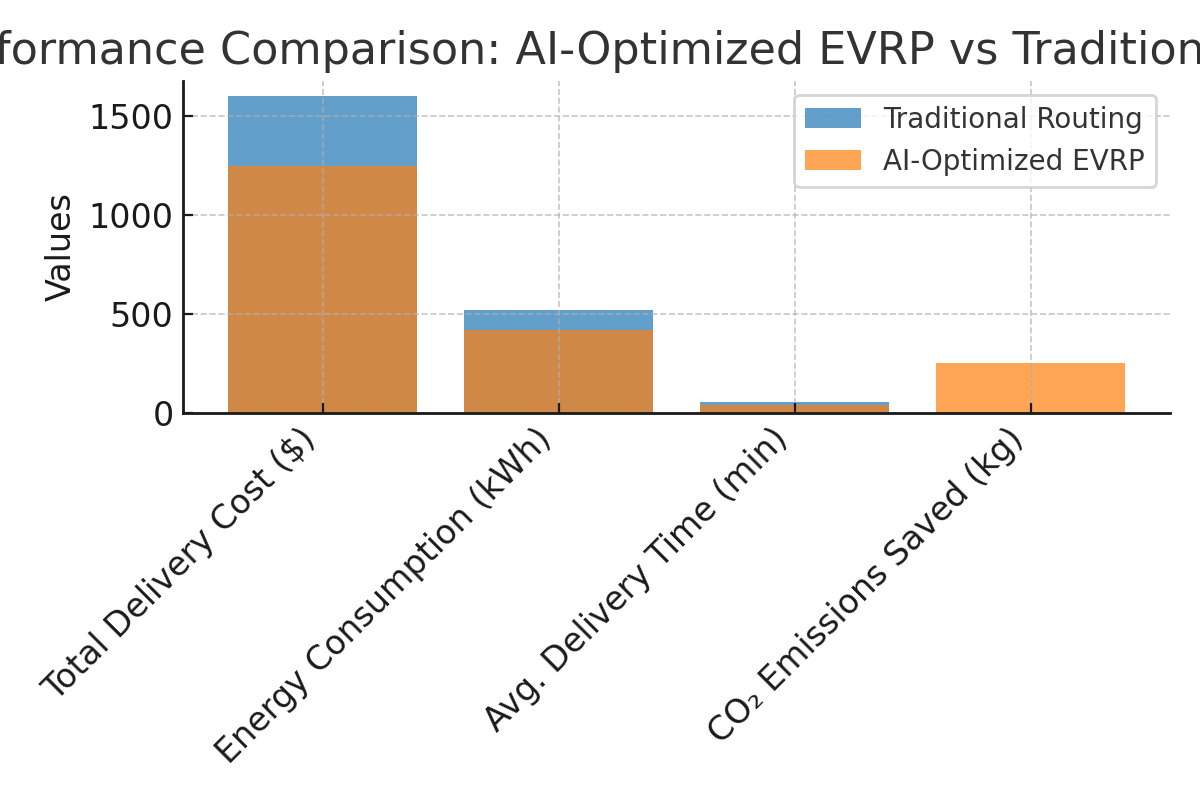 formance Comparison: AI-Optimized EVRP vs Tradition
Traditional Routing
AI-Optimized EVRP
Values
1500
1000
500
0
Total Delivery Cost ($)
Energy Consumption (kWh)
Avg. Delivery Time (min)
CO₂ Emissions Saved (kg)